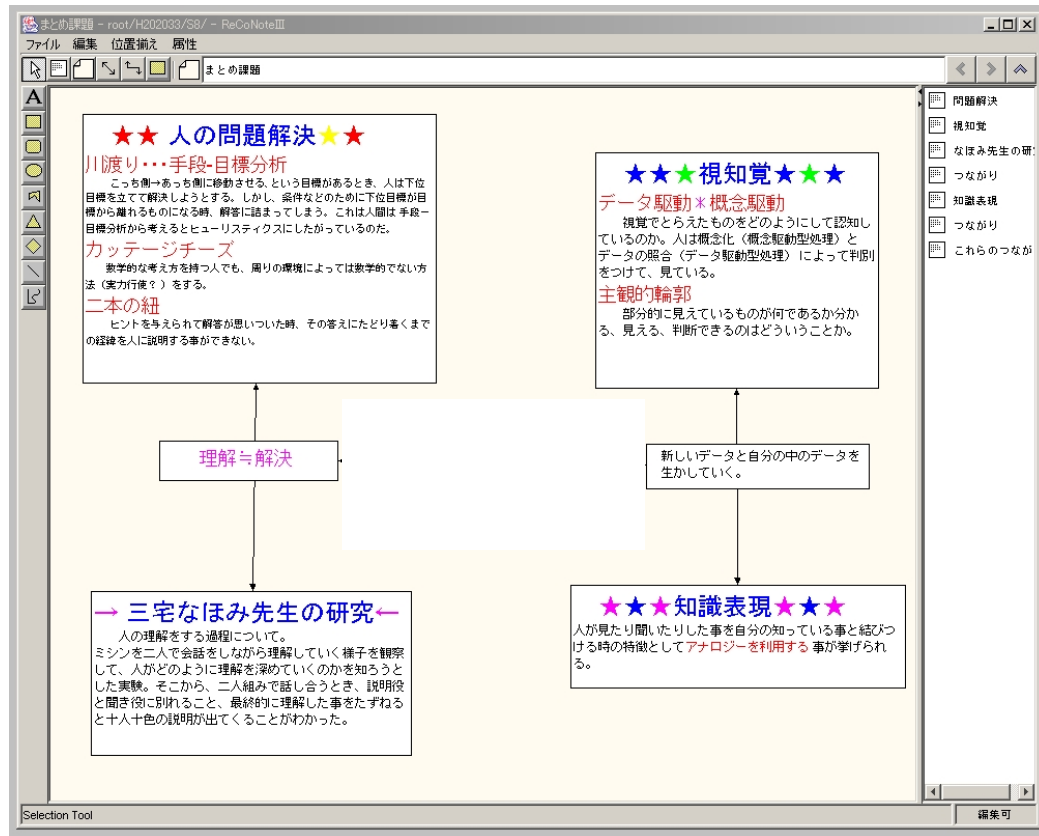 まとめ課題 - root/H202033/S8/ - ReCoNoteⅢ
ファイル 編集 位置揃え 属性
まとめ課題
A
★★ 人の問題解決★★
川渡り・・・手段-目標分析
こっち側→あっち側に移動させる、という目標があるとき、人は下位
目標を立てて解決しようとする。しかし、条件などのために下位目標が目
標から離れるものになる時、解答に詰まってしまう。これは人間は 手段−
目標分析から考えるとヒューリスティクスにしたがっているのだ。
カッテージチーズ
数学的な考え方を持つ人でも、周りの環境によっては数学的でない方
法（実力行使？）をする。
二本の紐
ヒントを与えられて解答が思いついた時、その答えにたどり着くまで
の経緯を人に説明する事ができない。
★★★視知覚★★★
データ駆動＊概念駆動
視覚でとらえたものをどのようにして認知し
ているのか。人は概念化（概念駆動型処理）と
データの照合（データ駆動型処理）によって判別
をつけて、見ている。
主観的輪郭
部分的に見えているものが何であるか分か
る、見える、判断できるのはどういうことか。
理解≒解決
新しいデータと自分の中のデータを
生かしていく。
→ 三宅なほみ先生の研究←
人の理解をする過程について。
ミシンを二人で会話をしながら理解していく様子を観察
して、人がどのように理解を深めていくのかを知ろうと
した実験。そこから、二人組みで話し合うとき、説明役
と聞き役に別れること、最終的に理解した事をたずねる
と十人十色の説明が出てくることがわかった。
★★★知識表現★★★
人が見たり聞いたりした事を自分の知っている事と結びつ
ける時の特徴としてアナロジーを利用する 事が挙げられ
る。
問題解決
視知覚
なほみ先生の研
つながり
知識表現
つながり
これらのつなが
Selection Tool
編集可